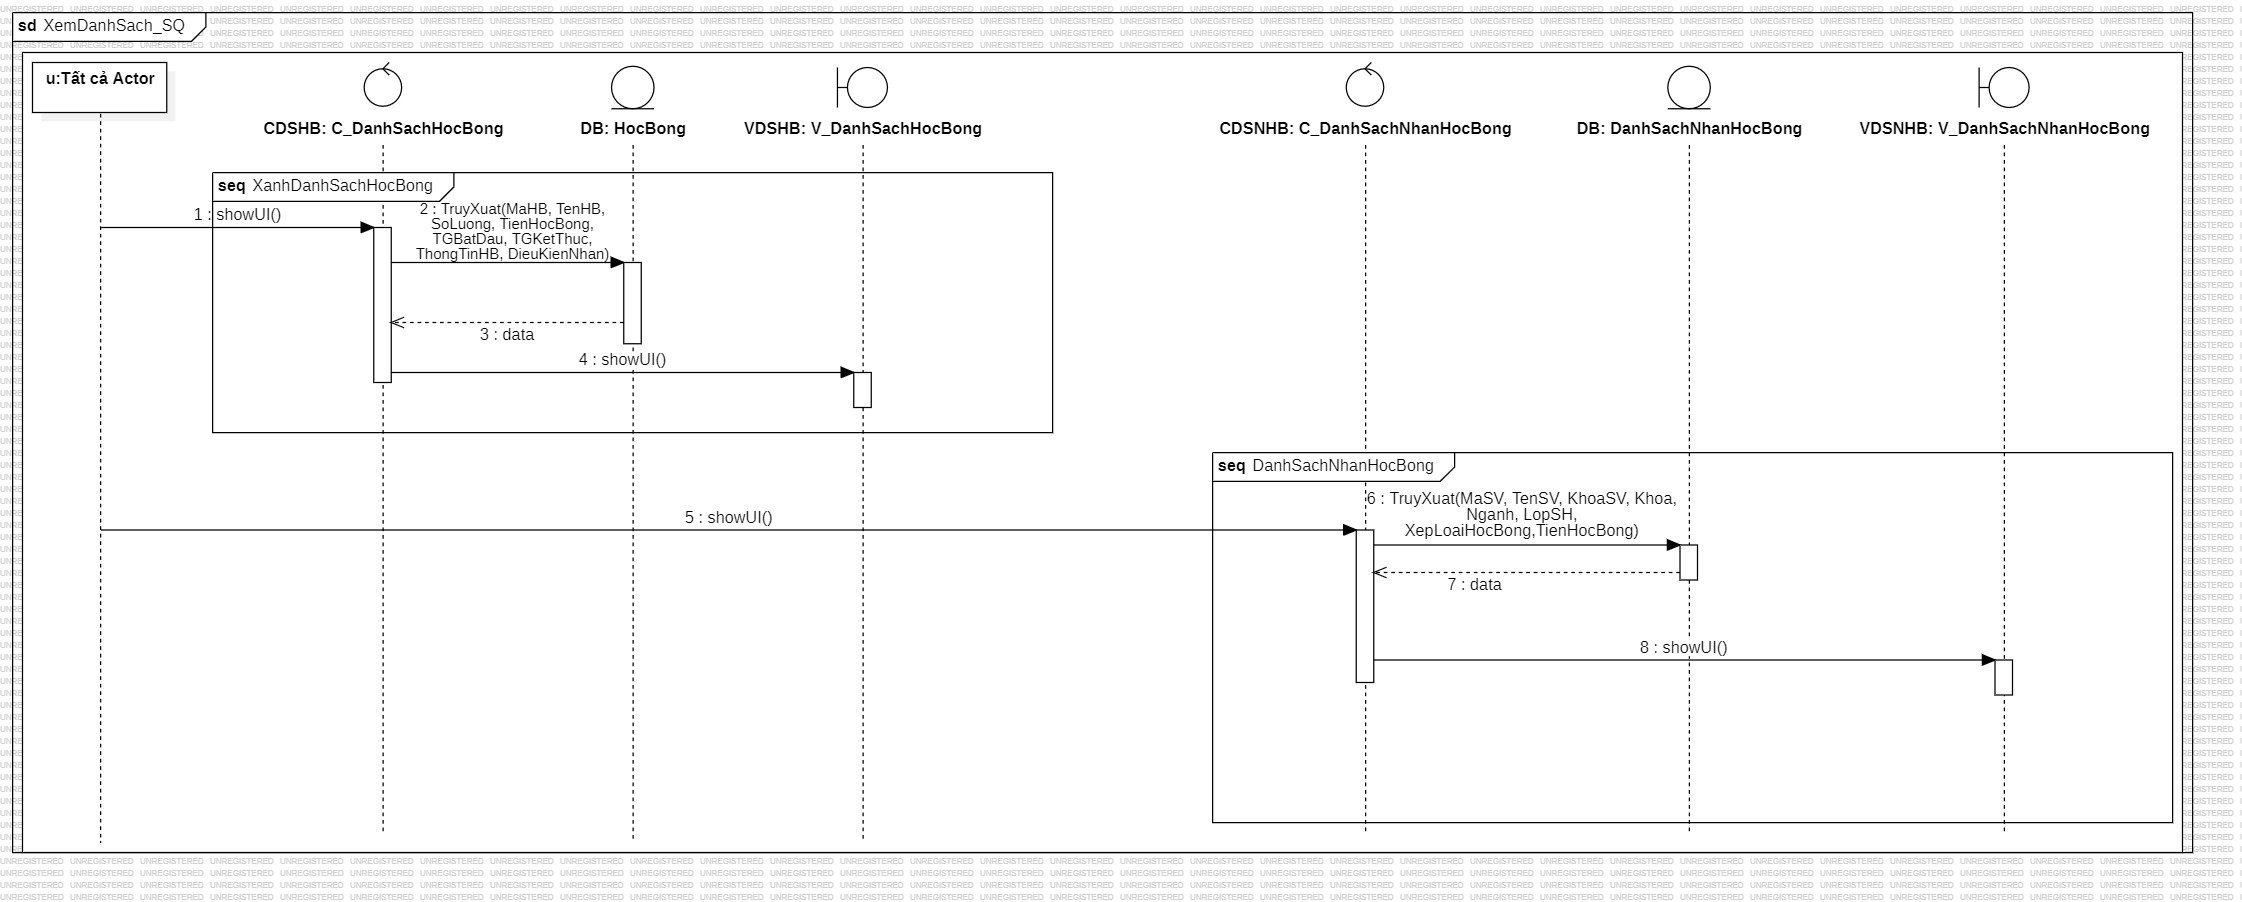 sd XemDanhSach_SQ
u:Tất cả Actor
CDSHB: C_DanhSachHocBong
DB: HocBong
VDSHB: V_DanhSachHocBong
CDSNHB: C_DanhSachNhanHocBong
DB: DanhSachNhanHocBong
VDSNHB: V_DanhSachNhanHocBong
seq XanhDanhSachHocBong
1 : showUI()
2 : TruyXuat(MaHB, TenHB,
SoLuong, TienHocBong,
TGBatDau, TGKetThuc,
ThongTinHB, DieuKienNhan)
3 : data
4 : showUI()
seq DanhSachNhanHocBong
5 : showUI()
6 : TruyXuat(MaSV, TenSV, KhoaSV, Khoa,
Nganh, LopSH,
XepLoaiHocBong,TienHocBong)
7 : data
8 : showUI()
UNREGISTERED